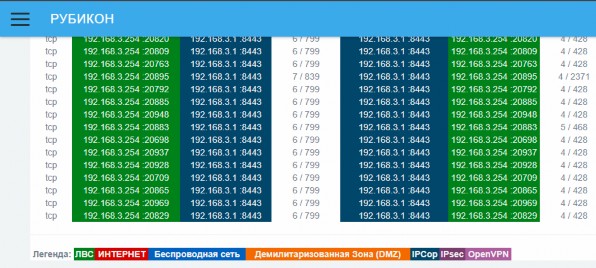 РУБИКОН
tcp 192.168.3.254 :20820 192.168.3.1 :8443 6 / 799 192.168.3.1 :8443 192.168.3.254 :20820 4 / 428
tcp 192.168.3.254 :20809 192.168.3.1 :8443 6 / 799 192.168.3.1 :8443 192.168.3.254 :20809 4 / 428
tcp 192.168.3.254 :20763 192.168.3.1 :8443 6 / 799 192.168.3.1 :8443 192.168.3.254 :20763 4 / 428
tcp 192.168.3.254 :20895 192.168.3.1 :8443 7 / 839 192.168.3.1 :8443 192.168.3.254 :20895 4 / 2371
tcp 192.168.3.254 :20792 192.168.3.1 :8443 6 / 799 192.168.3.1 :8443 192.168.3.254 :20792 4 / 428
tcp 192.168.3.254 :20885 192.168.3.1 :8443 6 / 799 192.168.3.1 :8443 192.168.3.254 :20885 4 / 428
tcp 192.168.3.254 :20948 192.168.3.1 :8443 6 / 799 192.168.3.1 :8443 192.168.3.254 :20948 4 / 428
tcp 192.168.3.254 :20883 192.168.3.1 :8443 6 / 799 192.168.3.1 :8443 192.168.3.254 :20883 5 / 468
tcp 192.168.3.254 :20698 192.168.3.1 :8443 6 / 799 192.168.3.1 :8443 192.168.3.254 :20698 4 / 428
tcp 192.168.3.254 :20937 192.168.3.1 :8443 6 / 799 192.168.3.1 :8443 192.168.3.254 :20937 4 / 428
tcp 192.168.3.254 :20928 192.168.3.1 :8443 6 / 799 192.168.3.1 :8443 192.168.3.254 :20928 4 / 428
tcp 192.168.3.254 :20709 192.168.3.1 :8443 6 / 799 192.168.3.1 :8443 192.168.3.254 :20709 4 / 428
tcp 192.168.3.254 :20865 192.168.3.1 :8443 6 / 799 192.168.3.1 :8443 192.168.3.254 :20865 4 / 428
tcp 192.168.3.254 :20969 192.168.3.1 :8443 6 / 799 192.168.3.1 :8443 192.168.3.254 :20969 4 / 428
tcp 192.168.3.254 :20829 192.168.3.1 :8443 6 / 799 192.168.3.1 :8443 192.168.3.254 :20829 4 / 428
Легенда: ЛВС ИНТЕРНЕТ Беспроводная сеть Демилитаризованная Зона (DMZ) IPCop IPsec OpenVPN